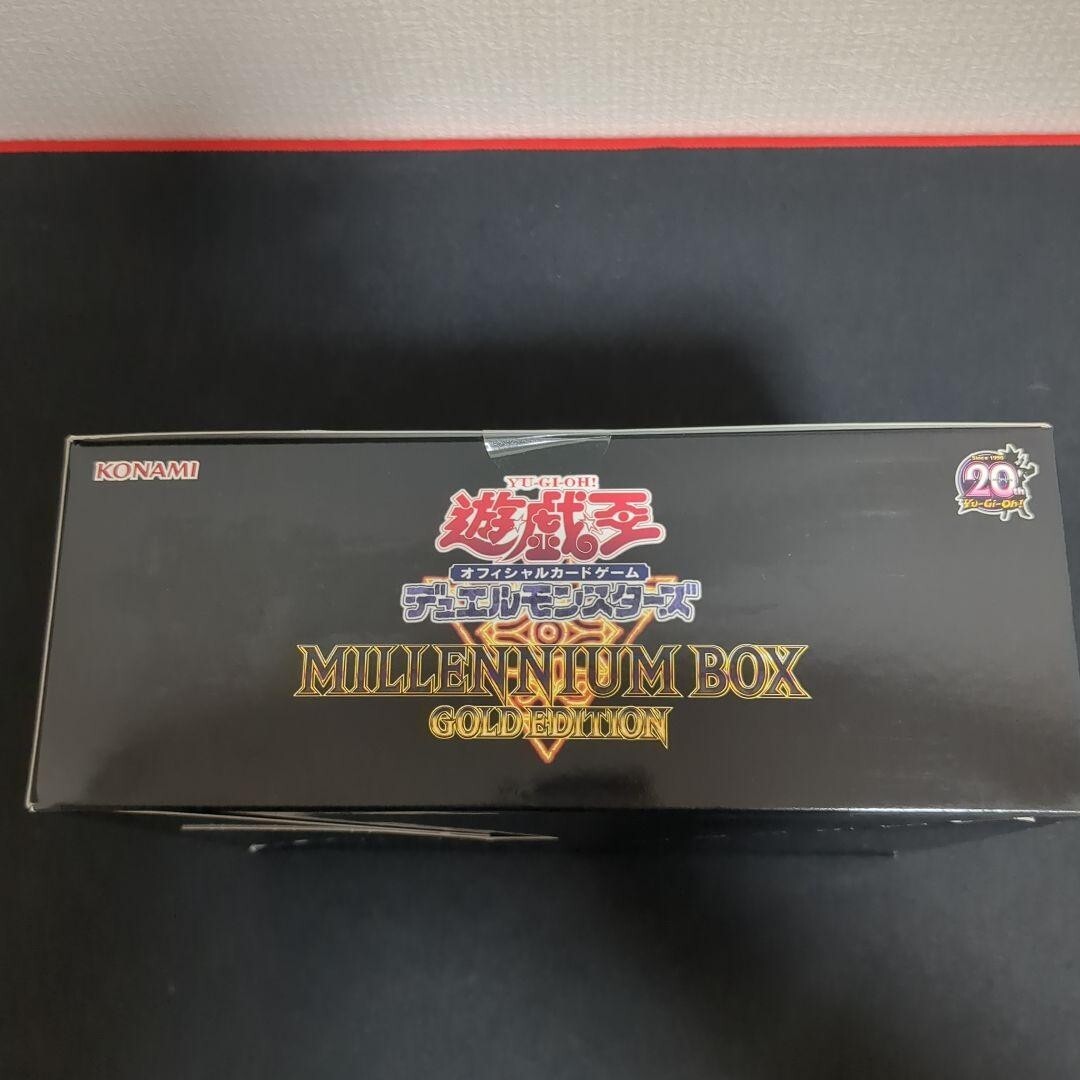 KONAMI
YU-GI-OH!
遊戯王
オフィシャルカードゲーム
デュエルモンスターズ
MILLENNIUM BOX
GOLD EDITION
Since 1996
20th
Yu-Gi-Oh!